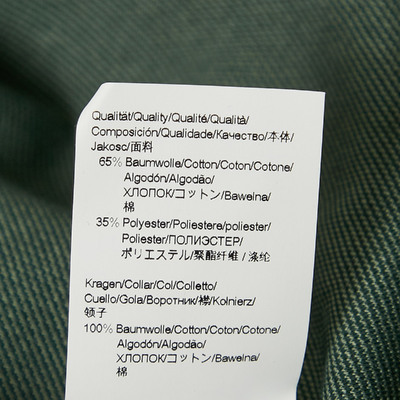 Qualität/Quality/Qualité/Qualità/
Composición/Qualidade/Качество/本体/
Jakosc/面料
65% Baumwolle/Cotton/Coton/Cotone/
Algodón/Algodão/
ХЛОПОК/コットン/Bawelna/
棉
35% Polyester/Poliestere/poliester/
Poliester/ПОЛИЭСТЕР/
ポリエステル/聚酯纤维 / 涤纶
Kragen/Collar/Col/Colletto/
Cuello/Gola/Воротник/襟/Kolnierz/
领子
100% Baumwolle/Cotton/Coton/Cotone/
Algodón/Algodão/
ХЛОПОК/コットン/Bawelna/
棉